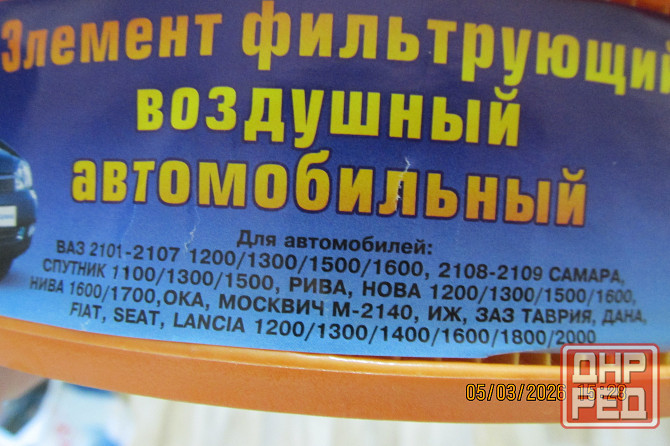 Элемент фильтрующий
воздушный
автомобильный
Для автомобилей:
ВАЗ 2101-2107 1200/1300/1500/1600, 2108-2109 САМАРА,
СПУТНИК 1100/1300/1500, РИВА, НОВА 1200/1300/1500/1600,
НИВА 1600/1700,ОКА, МОСКВИЧ М-2140, ИЖ, ЗАЗ ТАВРИЯ, ДАНА,
FIAT, SEAT, LANCIA 1200/1300/1400/1600/1800/2000
05/03/2026 15:28
ДНР
РЕД